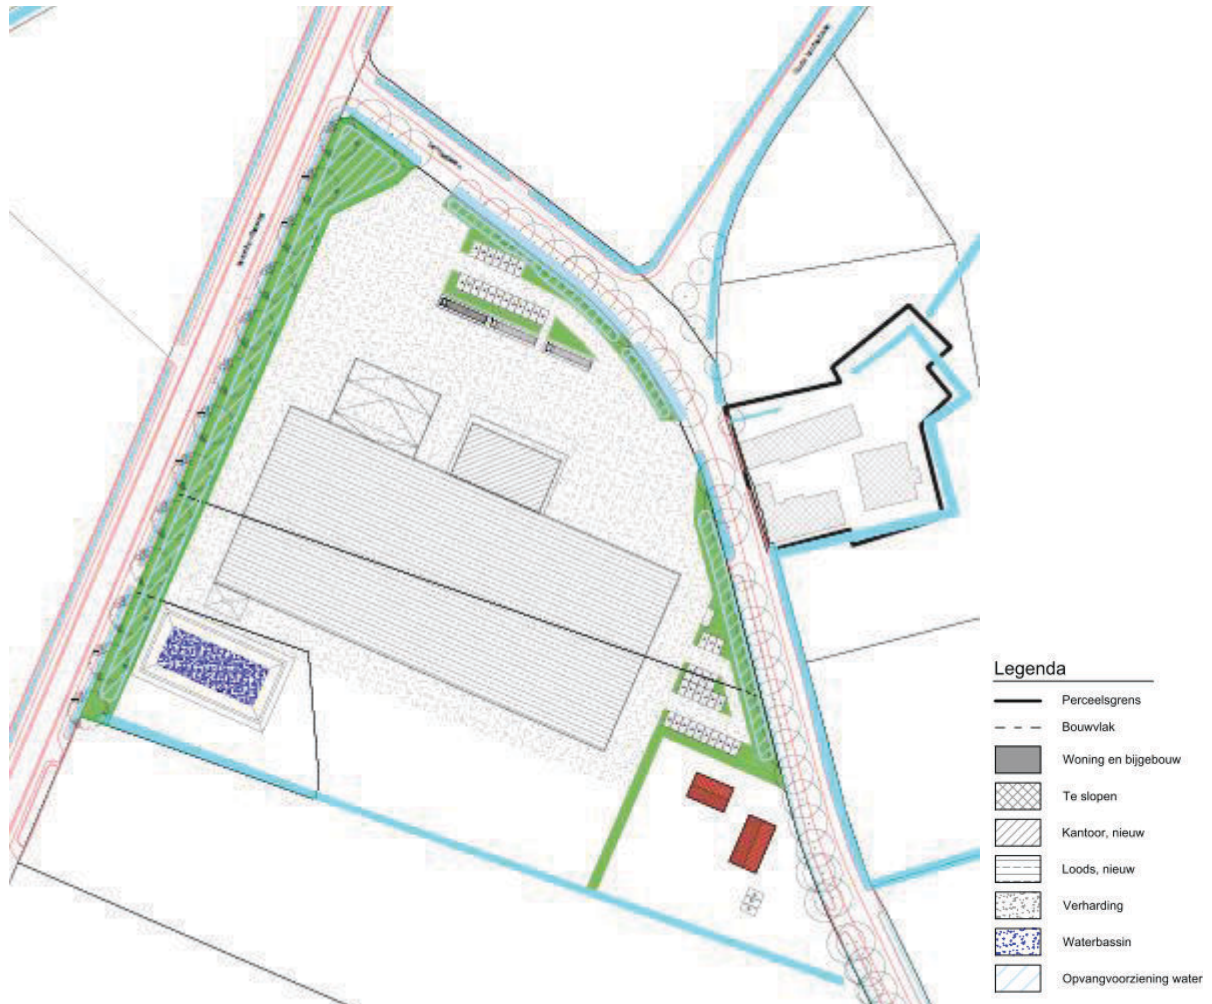 Legenda
Perceelsgrens
Bouwvlak
Woning en bijgebouw
Te slopen
Kantoor, nieuw
Loods, nieuw
Verharding
Waterbassin
Opvangvoorziening water